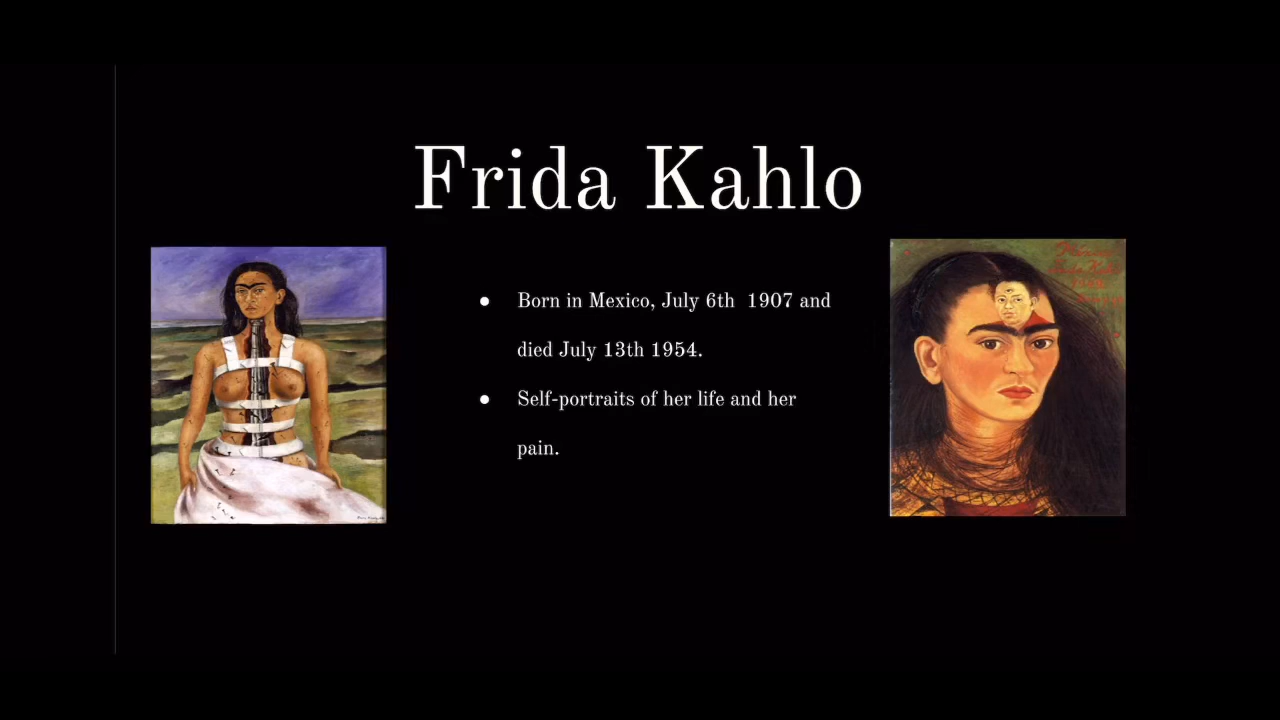 Frida Kahlo
● Born in Mexico, July 6th 1907 and
died July 13th 1954.
● Self-portraits of her life and her
pain.